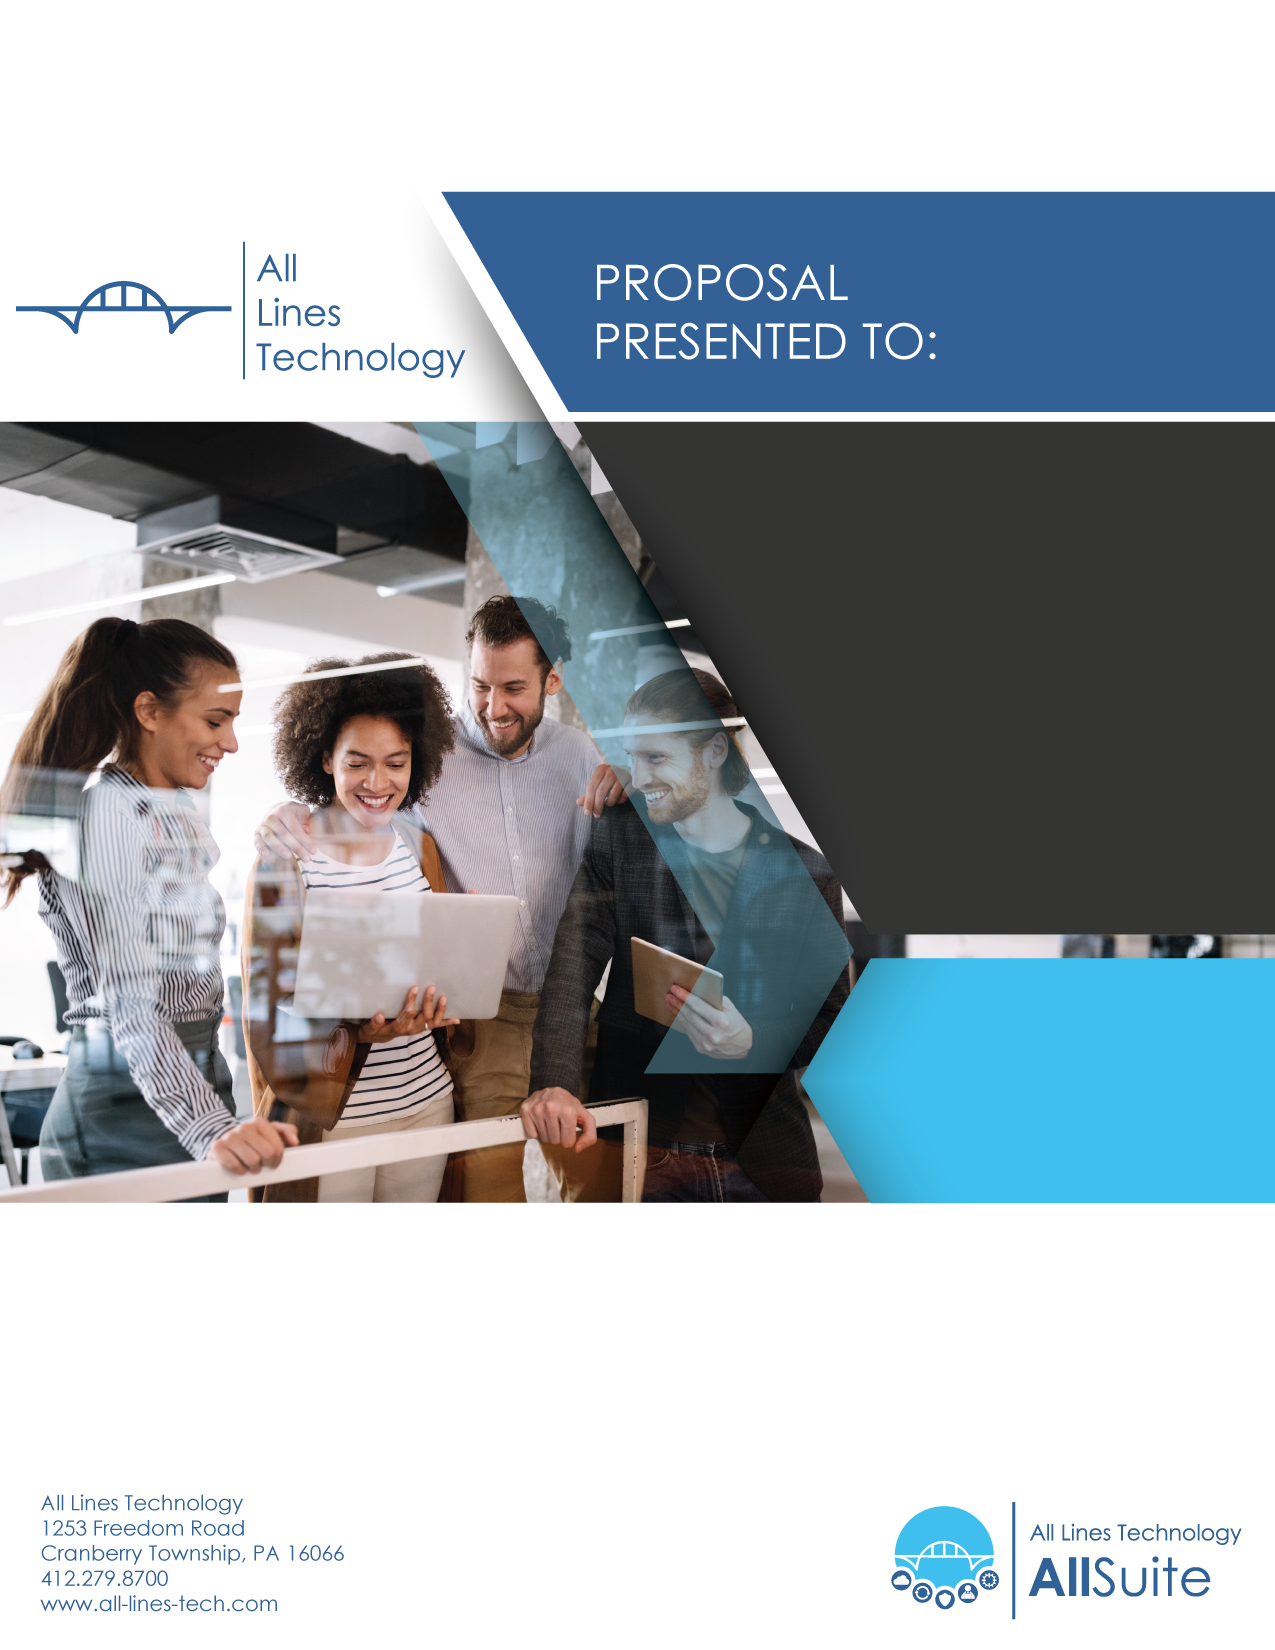 All
Lines
Technology
PROPOSAL
PRESENTED TO:
All Lines Technology
1253 Freedom Road
Cranberry Township, PA 16066
412.279.8700
www.all-lines-tech.com
All Lines Technology
AllSuite